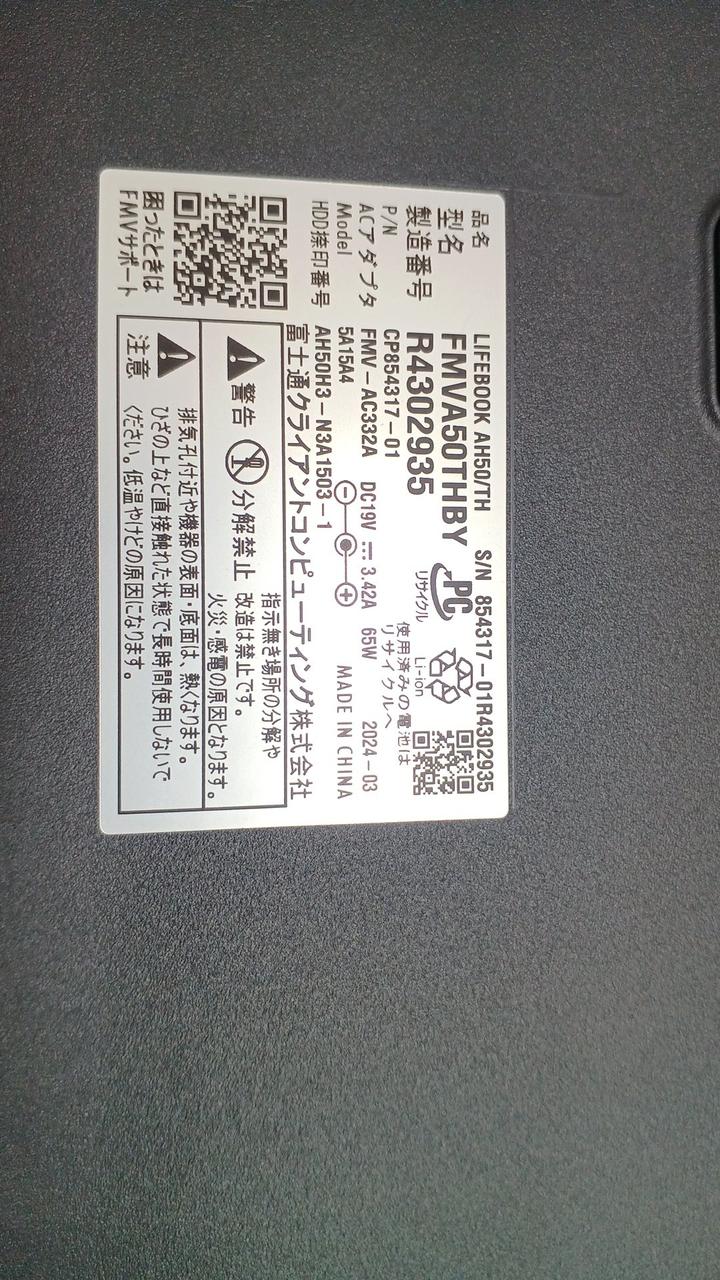 品名 LIFEBOOK AH50/TH S/N 854317-01R4302935
型名 FMVA50THBY
製造番号 R4302935
PC リサイクル
Li-ion
使用済みの電池は
リサイクルへ
P/N CP854317-01
ACアダプタ FMV-AC332A DC19V 3.42A 65W 2024-03
Model 5A15A4 MADE IN CHINA
HDD捺印番号 AH50H3-N3A1503-1
富士通クライアントコンピューティング株式会社
困ったときは
FMVサポート
警告 分解禁止
指示無き場所の分解や
改造は禁止です。
火災・感電の原因となります。
注意
排気孔付近や機器の表面・底面は、熱くなります。
ひざの上など直接触れた状態で長時間使用しないで
ください。低温やけどの原因になります。